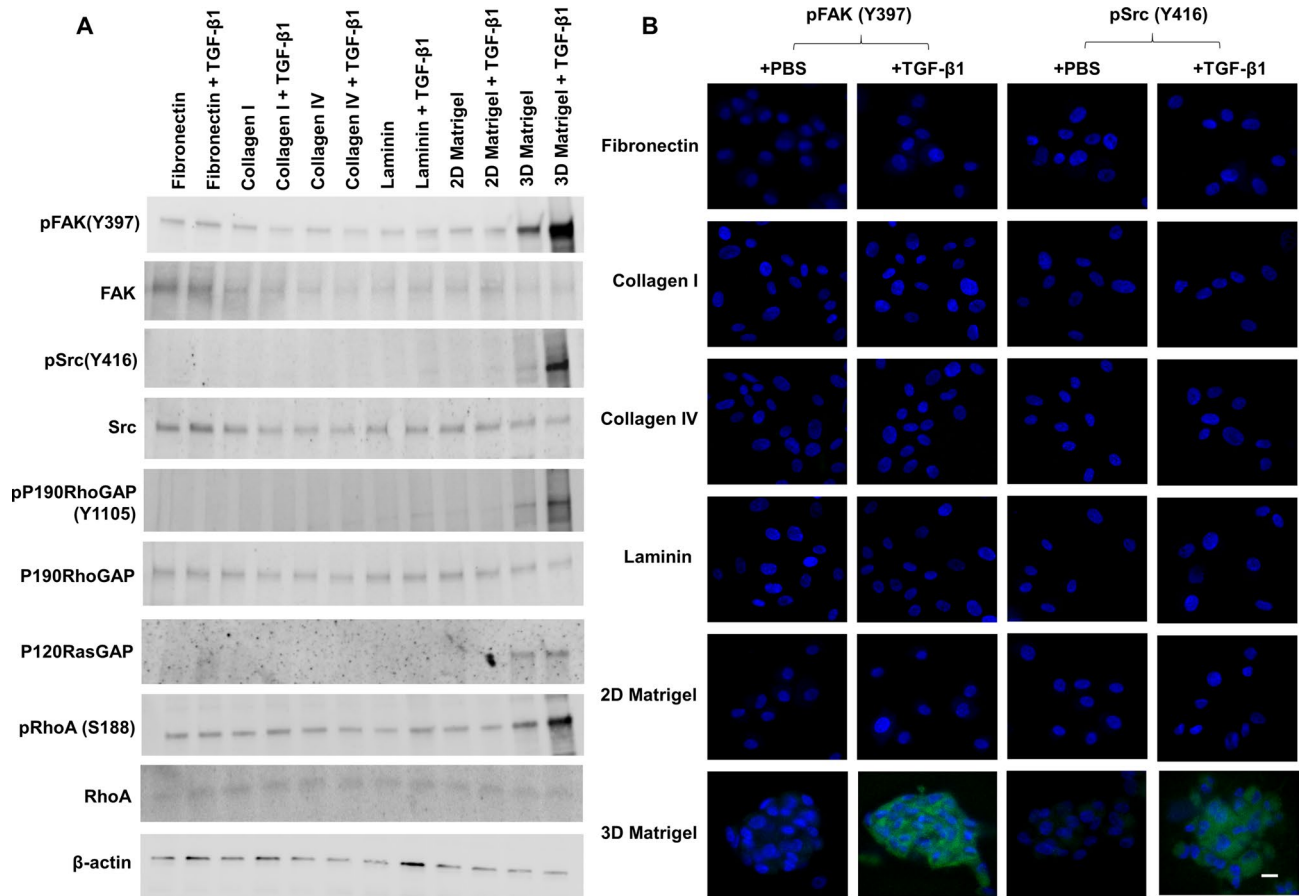 A
Fibronectin
Fibronectin + TGF-β1
Collagen I
Collagen I + TGF-β1
Collagen IV
Collagen IV + TGF-β1
Laminin
Laminin + TGF-β1
2D Matrigel
2D Matrigel + TGF-β1
3D Matrigel
3D Matrigel + TGF-β1
pFAK(Y397)
FAK
pSrc(Y416)
Src
pP190RhoGAP
(Y1105)
P190RhoGAP
P120RasGAP
pRhoA (S188)
RhoA
β-actin
B
pFAK (Y397)
pSrc (Y416)
+PBS
+TGF-β1
+PBS
+TGF-β1
Fibronectin
Collagen I
Collagen IV
Laminin
2D Matrigel
3D Matrigel